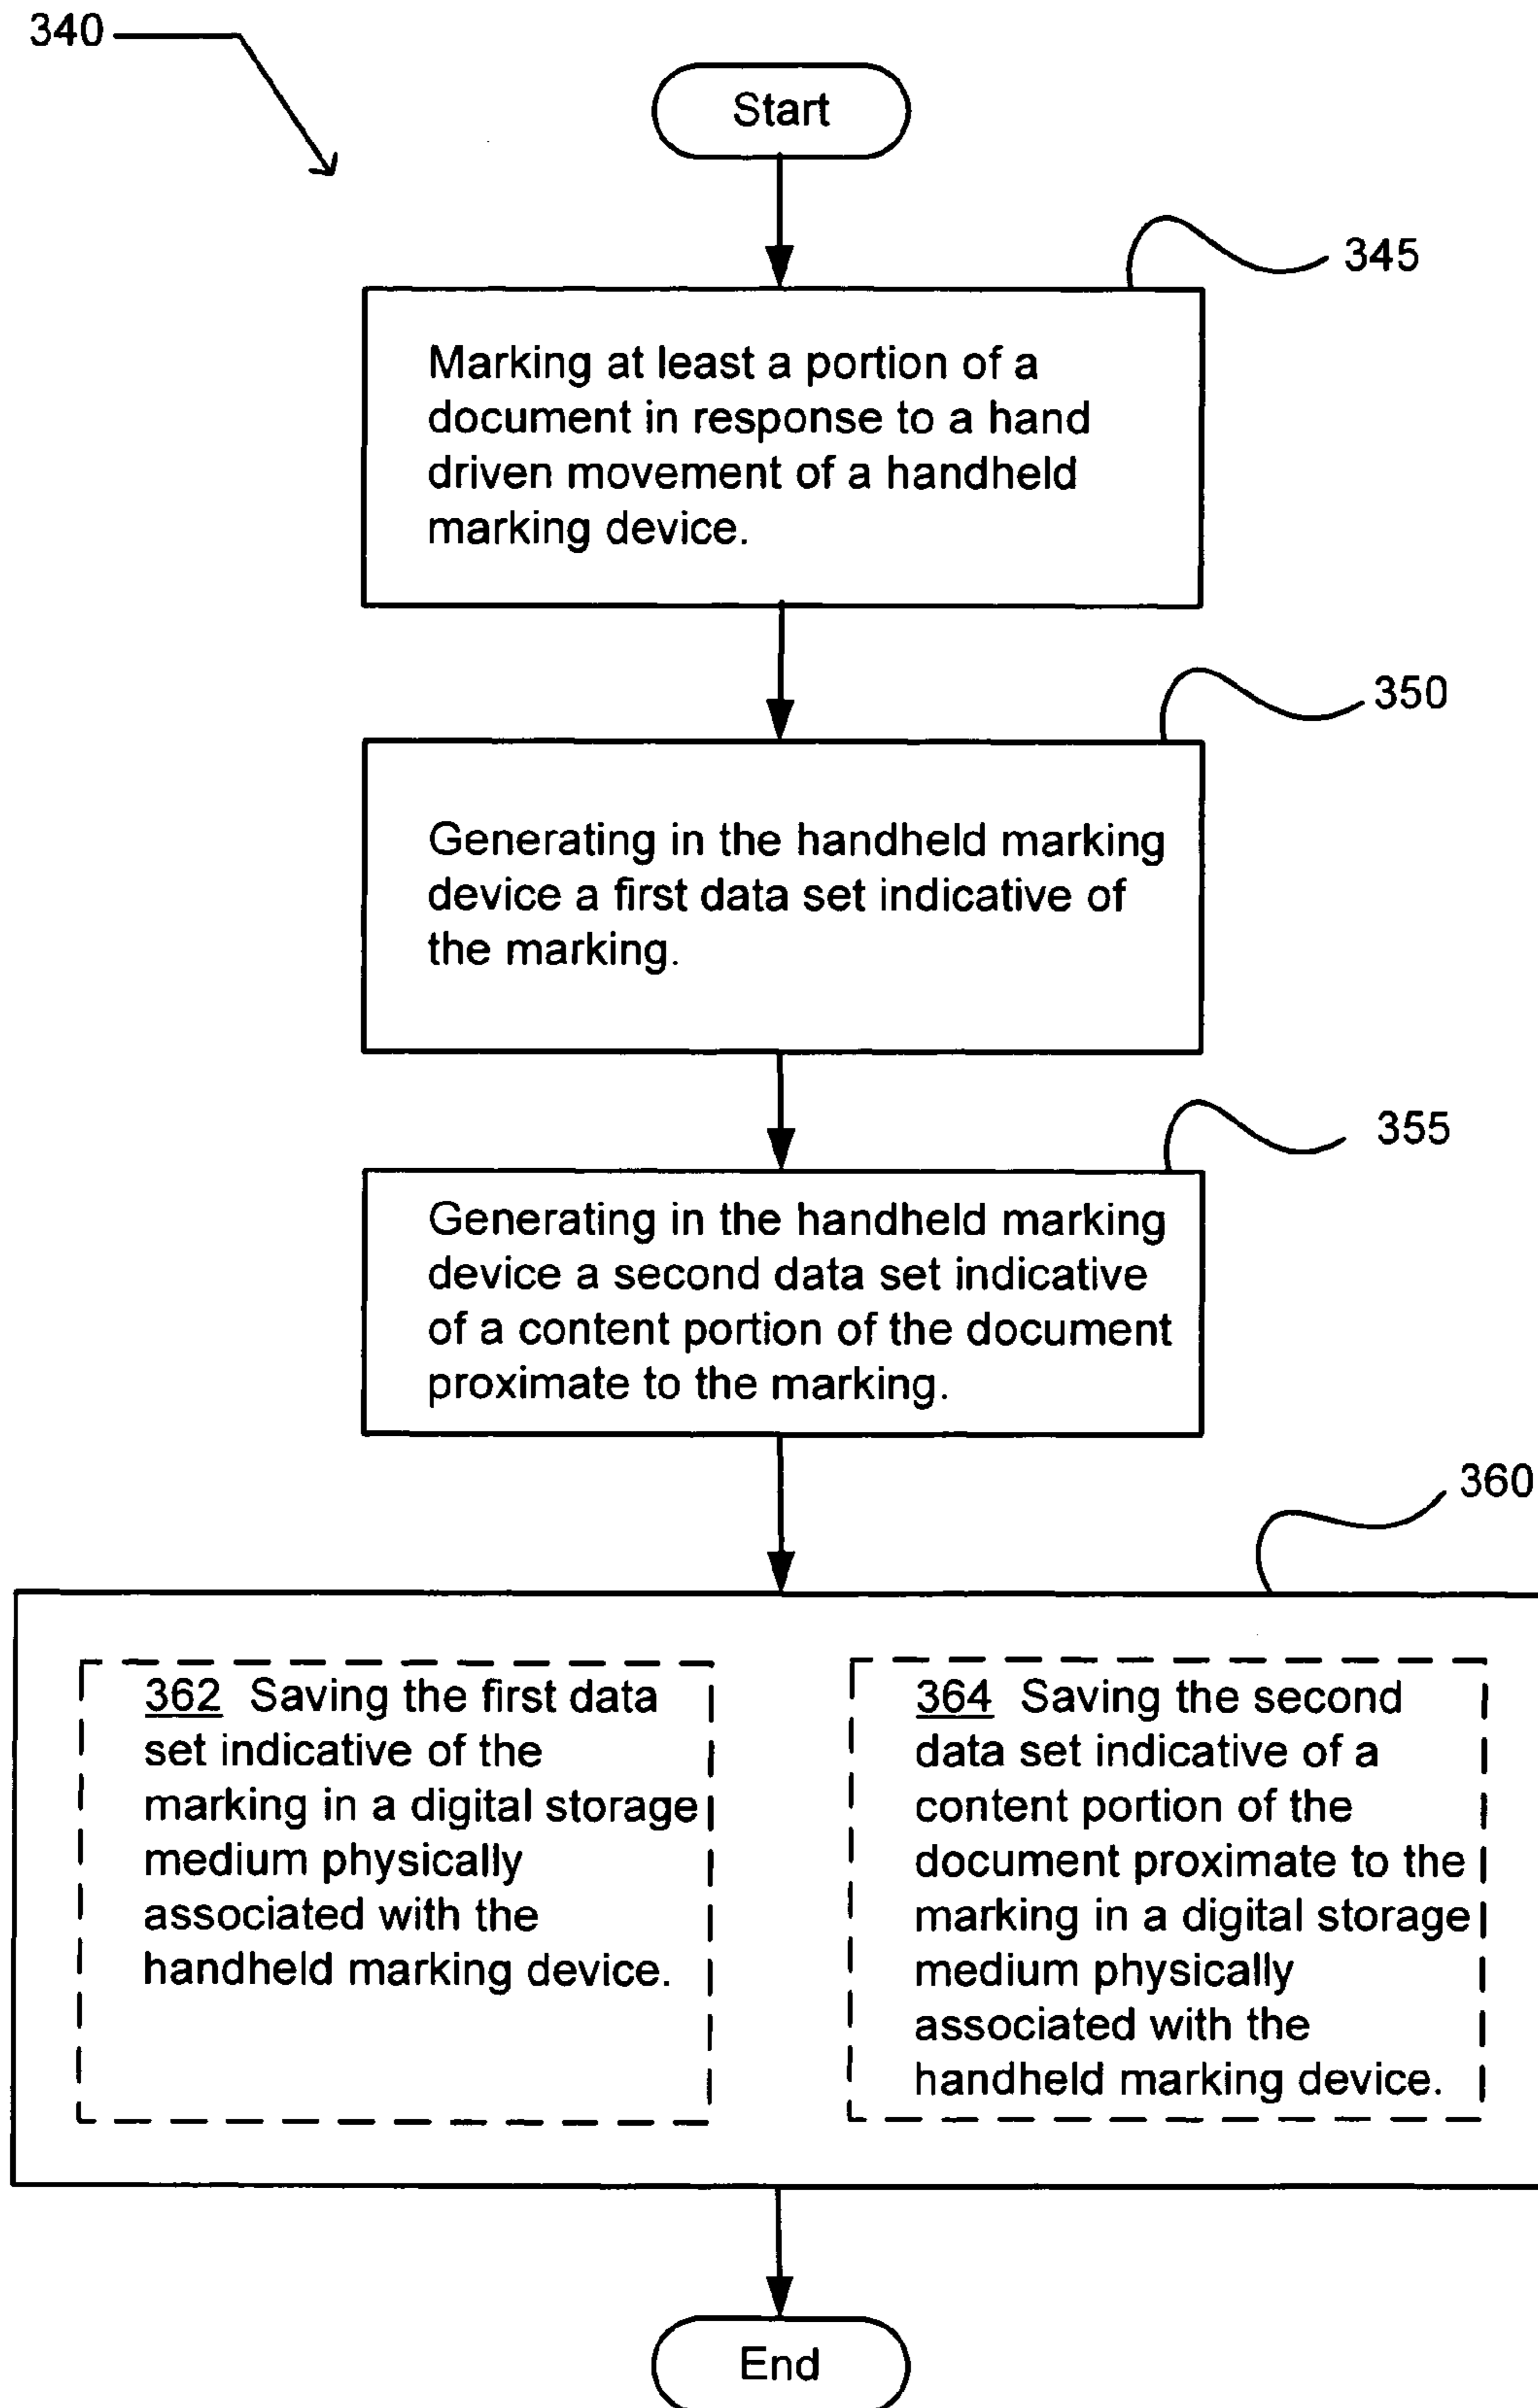 340
Start
345
Marking at least a portion of a
document in response to a hand
driven movement of a handheld
marking device.
350
Generating in the handheld marking
device a first data set indicative of
the marking.
355
Generating in the handheld marking
device a second data set indicative
of a content portion of the document
proximate to the marking.
360
362 Saving the first data
set indicative of the
marking in a digital storage
medium physically
associated with the
handheld marking device.
364 Saving the second
data set indicative of a
content portion of the
document proximate to the
marking in a digital storage
medium physically
associated with the
handheld marking device.
End